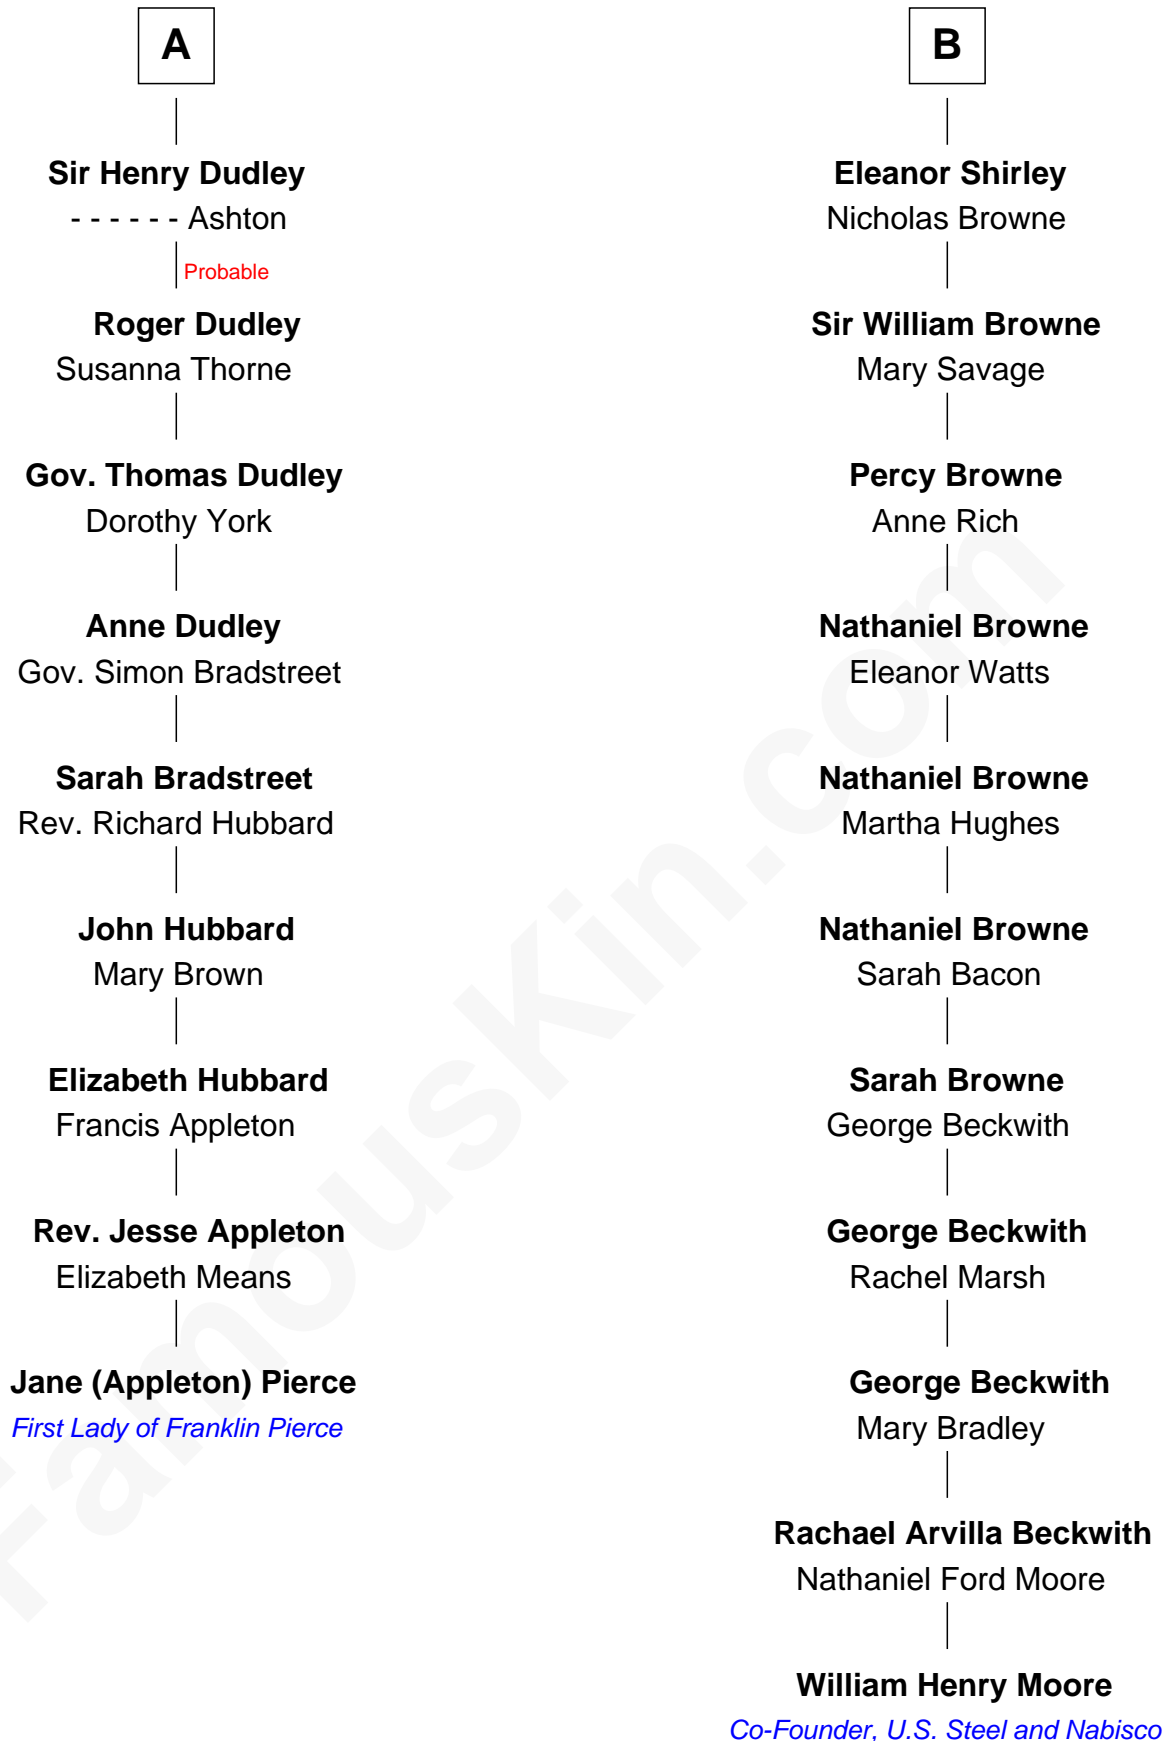 A
Sir Henry Dudley
- - - - - - Ashton
Probable
Roger Dudley
Susanna Thorne
Gov. Thomas Dudley
Dorothy York
Anne Dudley
Gov. Simon Bradstreet
Sarah Bradstreet
Rev. Richard Hubbard
John Hubbard
Mary Brown
Elizabeth Hubbard
Francis Appleton
Rev. Jesse Appleton
Elizabeth Means
Jane (Appleton) Pierce
First Lady of Franklin Pierce
B
Eleanor Shirley
Nicholas Browne
Sir William Browne
Mary Savage
Percy Browne
Anne Rich
Nathaniel Browne
Eleanor Watts
Nathaniel Browne
Martha Hughes
Nathaniel Browne
Sarah Bacon
Sarah Browne
George Beckwith
George Beckwith
Rachel Marsh
George Beckwith
Mary Bradley
Rachael Arvilla Beckwith
Nathaniel Ford Moore
William Henry Moore
Co-Founder, U.S. Steel and Nabisco
FamousKin.com